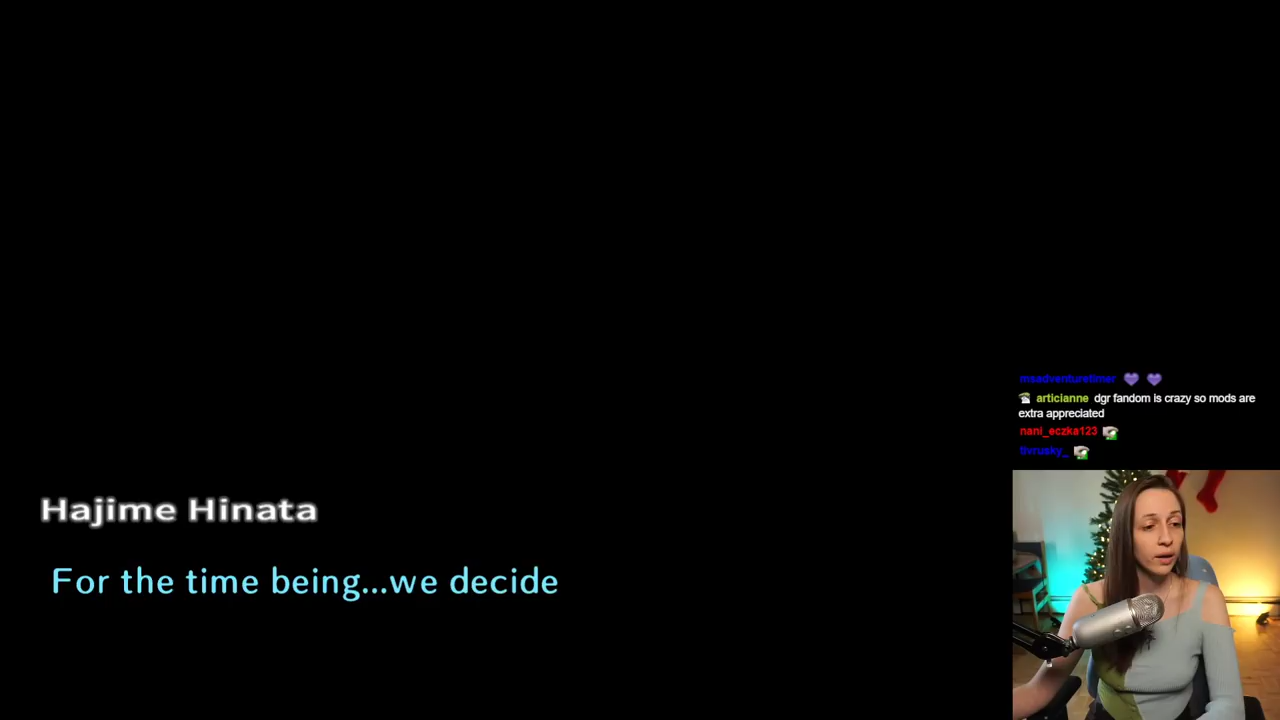 msadventuretimer
articianne dgr fandom is crazy so mods are
extra appreciated
nani_eczka123
tivrusky_
Hajime Hinata
For the time being...we decide